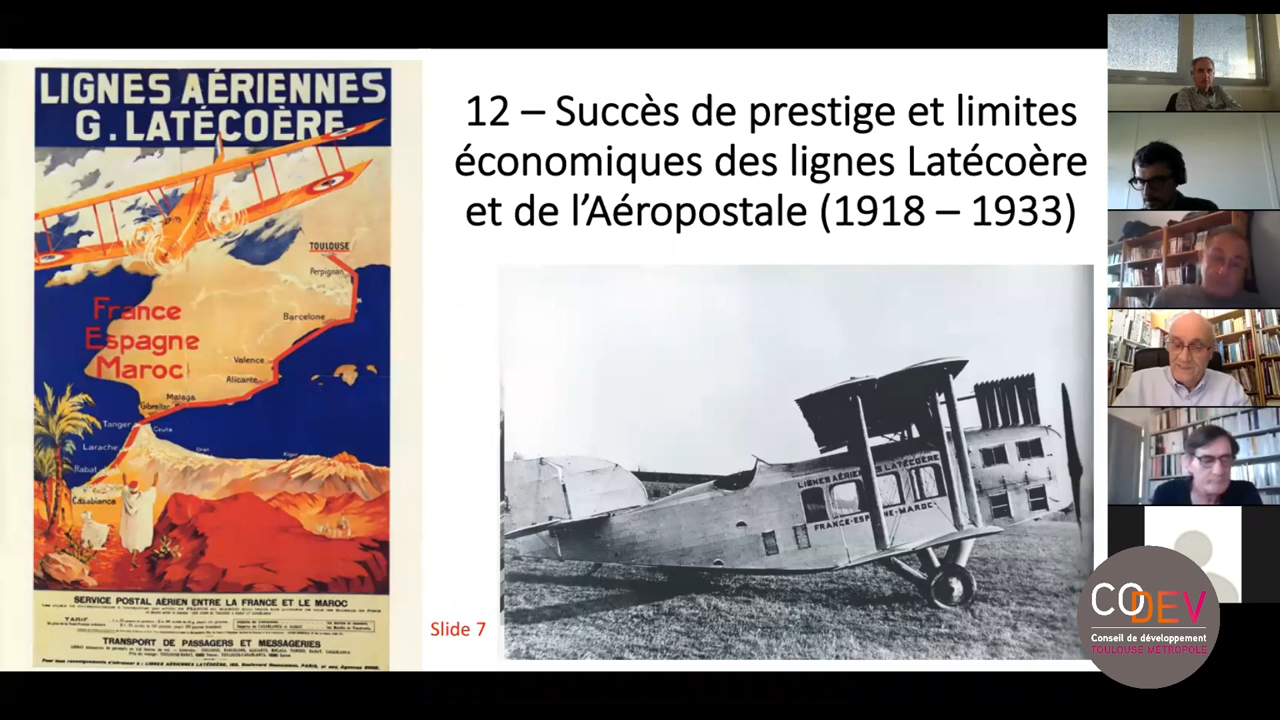 LIGNES AÉRIENNES
G. LATÉCOÈRE
TOULOUSE
Perpignan
Barcelone
Valence
Alicante
Malaga
Gibraltar
Tanger
Ceuta
Larache
Oran
Alger
Rabat
Casablanca
France
Espagne
Maroc
SERVICE POSTAL AÉRIEN ENTRE LA FRANCE ET LE MAROC
TARIF
TRANSPORT DE PASSAGERS ET MESSAGERIES
12 – Succès de prestige et limites
économiques des lignes Latécoère
et de l’Aéropostale (1918 – 1933)
LIGNES AÉRIENNES LATÉCOÈRE
FRANCE-ESPAGNE-MAROC
Slide 7
CODEV
Conseil de développement
TOULOUSE MÉTROPOLE